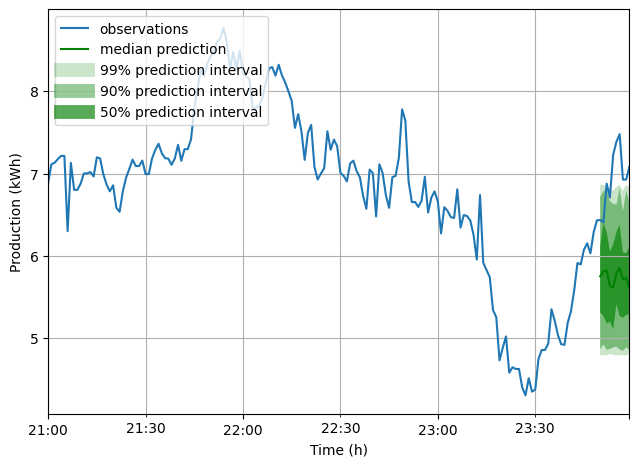 observations
median prediction
99% prediction interval
90% prediction interval
50% prediction interval
8
7
6
5
Production (kWh)
21:00
21:30
22:00
22:30
23:00
23:30
Time (h)